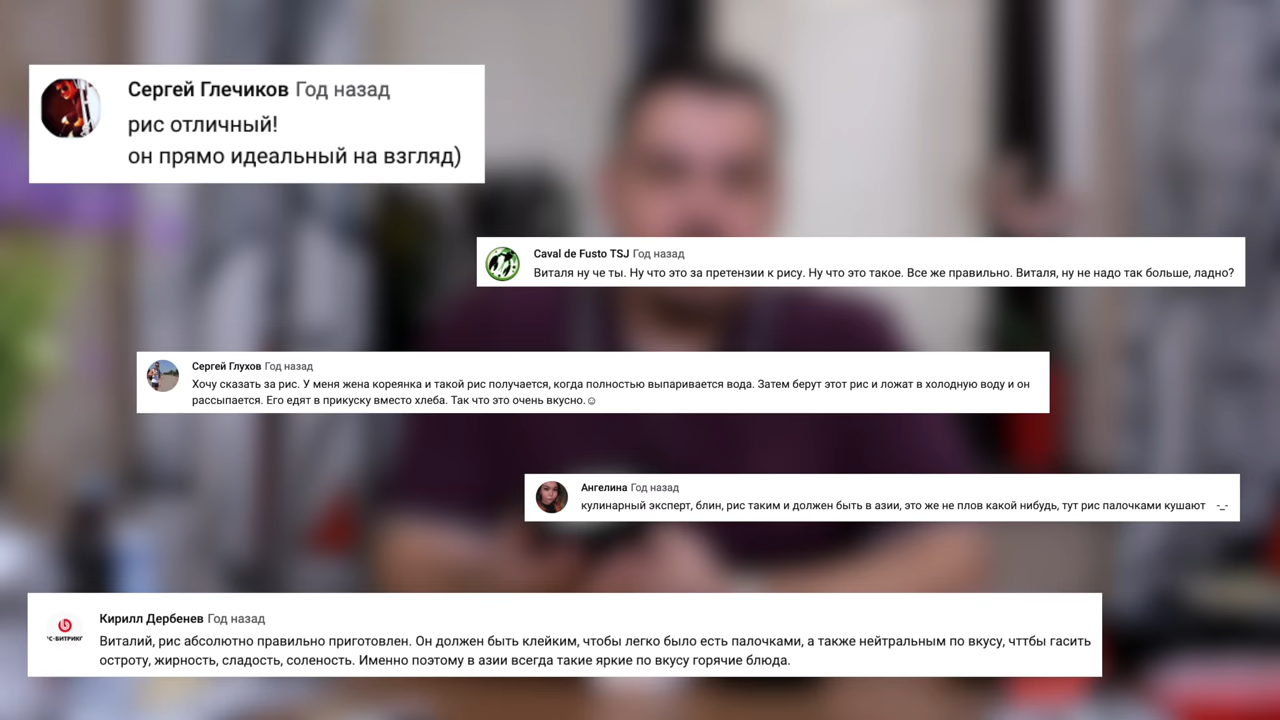 Сергей Глечиков Год назад
рис отличный!
он прямо идеальный на взгляд)
Caval de Fusto TSJ Год назад
Виталя ну че ты. Ну что это за претензии к рису. Ну что это такое. Все же правильно. Виталя, ну не надо так больше, ладно?
Сергей Глухов Год назад
Хочу сказать за рис. У меня жена кореянка и такой рис получается, когда полностью выпаривается вода. Затем берут этот рис и ложат в холодную воду и он
рассыпается. Его едят в прикуску вместо хлеба. Так что это очень вкусно.☺
Ангелина Год назад
кулинарный эксперт, блин, рис таким и должен быть в азии, это же не плов какой нибудь, тут рис палочками кушают -_-
Кирилл Дербенев Год назад
1С-БИТРИКС
Виталий, рис абсолютно правильно приготовлен. Он должен быть клейким, чтобы легко было есть палочками, а также нейтральным по вкусу, чттбы гасить
остроту, жирность, сладость, соленость. Именно поэтому в азии всегда такие яркие по вкусу горячие блюда.